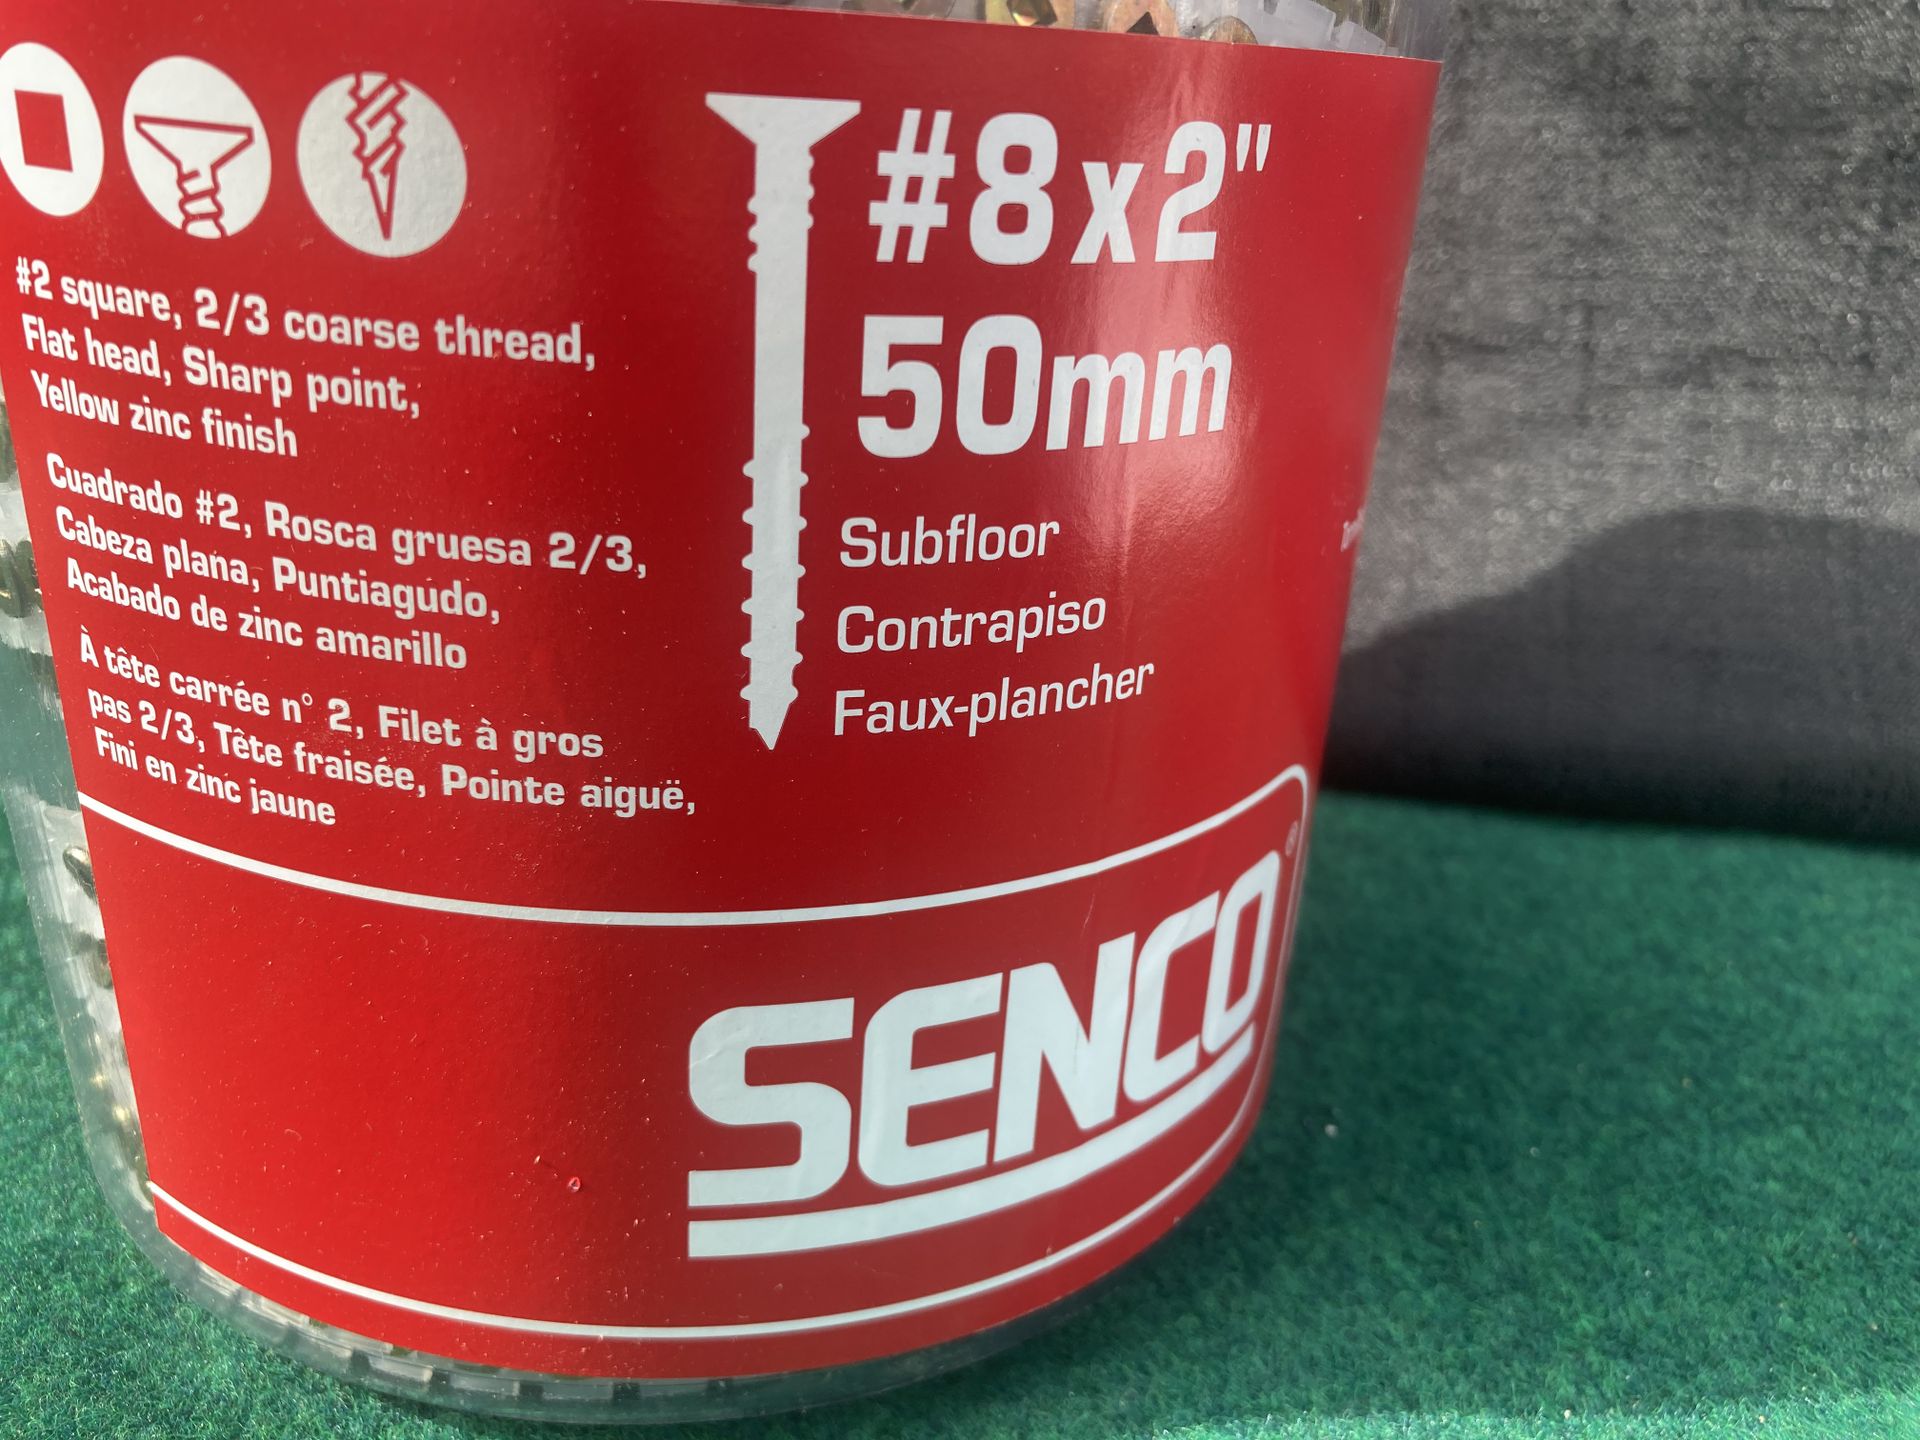 #2 square, 2/3 coarse thread,
Flat head, Sharp point,
Yellow zinc finish
Cuadrado #2, Rosca gruesa 2/3,
Cabeza plana, Puntiagudo,
Acabado de zinc amarillo
À tête carrée n° 2, Filet à gros
pas 2/3, Tête fraisée, Pointe aiguë,
Fini en zinc jaune
#8x2"
50mm
Subfloor
Contrapiso
Faux-plancher
SENCO®